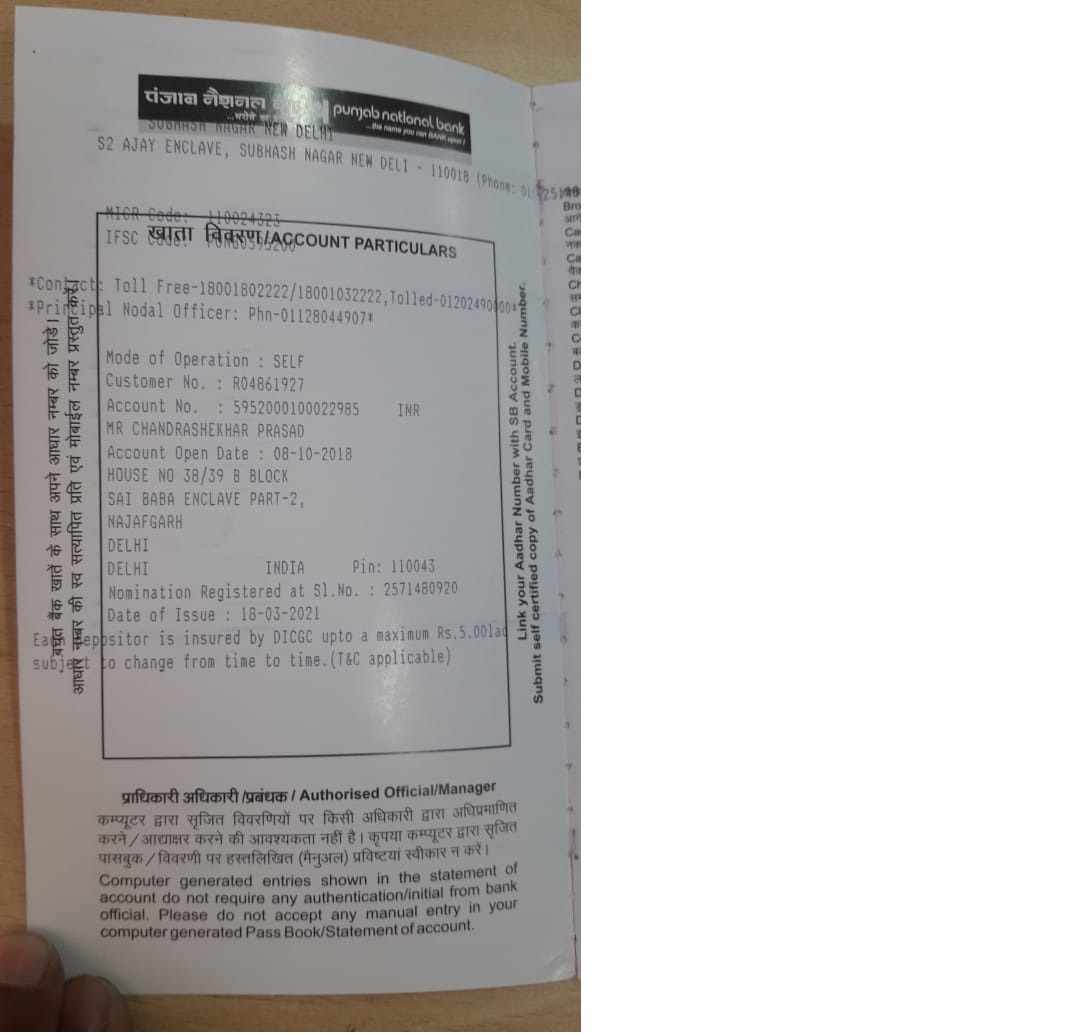 पंजाब नैशनल
...भरोसे का
punjab national bank
...the name you can BANK upon !
SUBHASH NAGAR NEW DELHI
S2 AJAY ENCLAVE, SUBHASH NAGAR NEW DELI - 110018 (Phone:
MICR Code: 110024323
IFSC Code:
खाता विवरण/ACCOUNT PARTICULARS
*Contact: Toll Free-18001802222/18001032222,Tolled-01202490000*
*Principal Nodal Officer: Phn-01128044907*
Mode of Operation : SELF
Customer No. : R04861927
Account No. : 5952000100022985 INR
MR CHANDRASHEKHAR PRASAD
Account Open Date : 08-10-2018
HOUSE NO 38/39 B BLOCK
SAI BABA ENCLAVE PART-2,
NAJAFGARH
DELHI
DELHI INDIA Pin: 110043
Nomination Registered at Sl.No. : 2571480920
Date of Issue : 18-03-2021
Each depositor is insured by DICGC upto a maximum Rs.5.00lac
subject to change from time to time.(T&C applicable)
बचत बैंक खातें के साथ अपने आधार नम्बर को जोडे।
आधार नम्बर की स्व सत्यापित प्रति एवं मोबाईल नम्बर प्रस्तुत करें।
Link your Aadhar Number with SB Account.
Submit self certified copy of Aadhar Card and Mobile Number.
प्राधिकारी अधिकारी /प्रबंधक / Authorised Official/Manager
कम्प्यूटर द्वारा सृजित विवरणियों पर किसी अधिकारी द्वारा अधिप्रमाणित
करने / आद्याक्षर करने की आवश्यकता नहीं है। कृपया कम्प्यूटर द्वारा सृजित
पासबुक / विवरणी पर हस्तलिखित (मैनुअल) प्रविष्टयां स्वीकार न करें।
Computer generated entries shown in the statement of
account do not require any authentication/initial from bank
official. Please do not accept any manual entry in your
computer generated Pass Book/Statement of account.